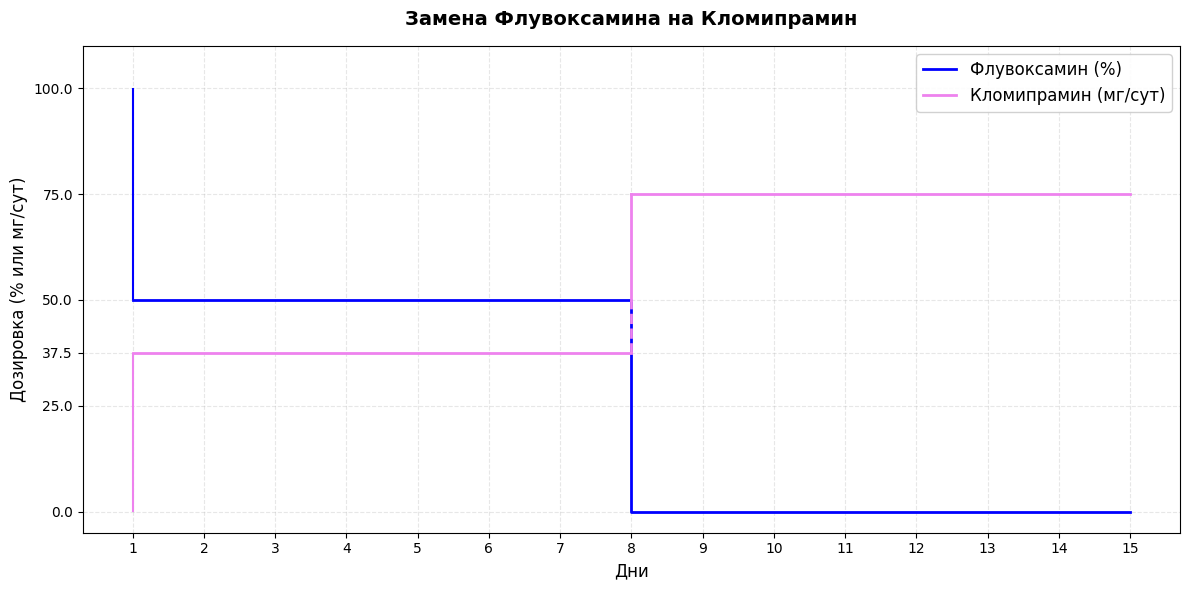 Замена Флувоксамина на Кломипрамин
Флувоксамин (%)
Кломипрамин (мг/сут)
Дозировка (% или мг/сут)
100.0
75.0
50.0
37.5
25.0
0.0
1 2 3 4 5 6 7 8 9 10 11 12 13 14 15
Дни